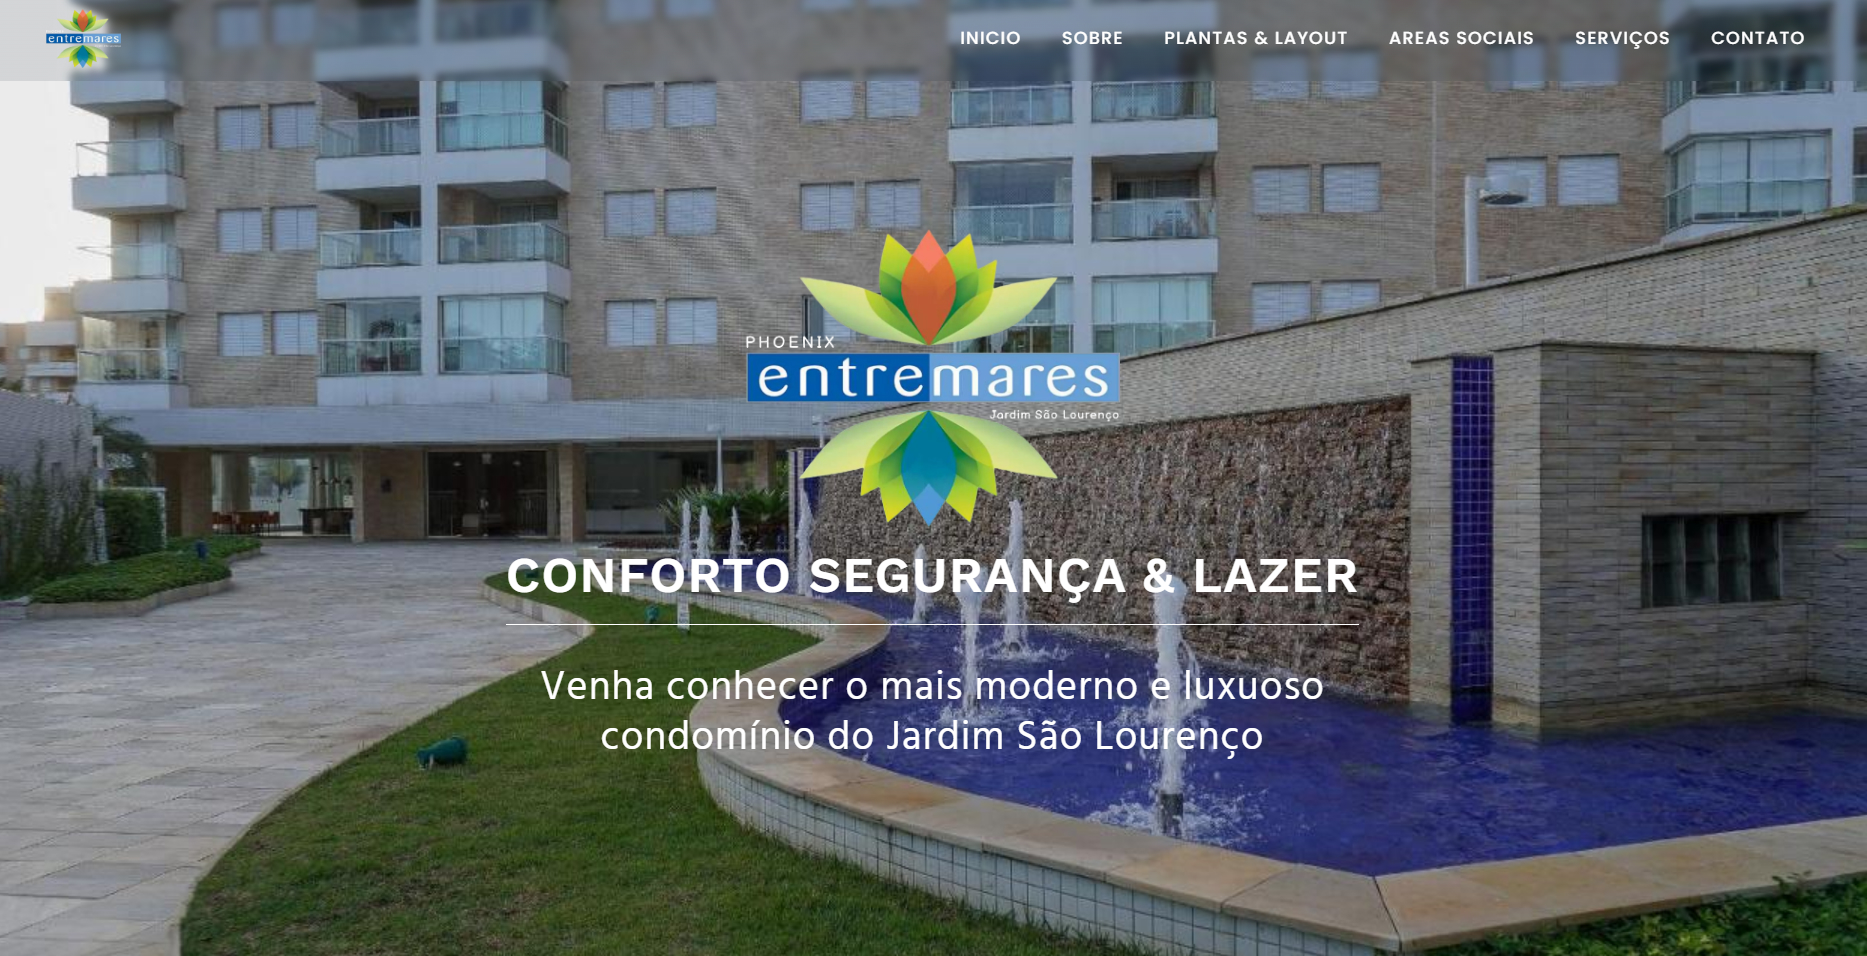 entremares
INICIO SOBRE PLANTAS & LAYOUT AREAS SOCIAIS SERVIÇOS CONTATO
PHOENIX
entremares
Jardim São Lourenço
CONFORTO SEGURANÇA & LAZER
Venha conhecer o mais moderno e luxuoso
condomínio do Jardim São Lourenço